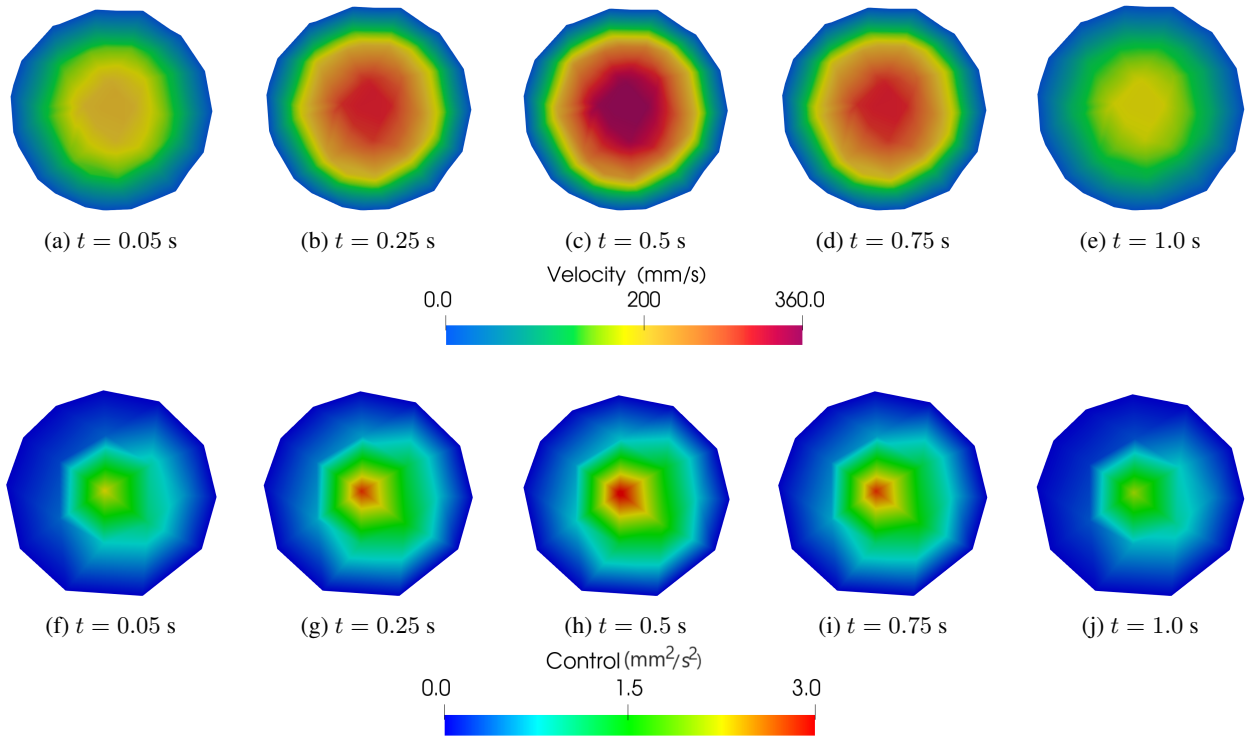 (a) t = 0.05 s (b) t = 0.25 s (c) t = 0.5 s (d) t = 0.75 s (e) t = 1.0 s
Velocity (mm/s)
0.0 200 360.0
(f) t = 0.05 s (g) t = 0.25 s (h) t = 0.5 s (i) t = 0.75 s (j) t = 1.0 s
Control (mm²/s²)
0.0 1.5 3.0